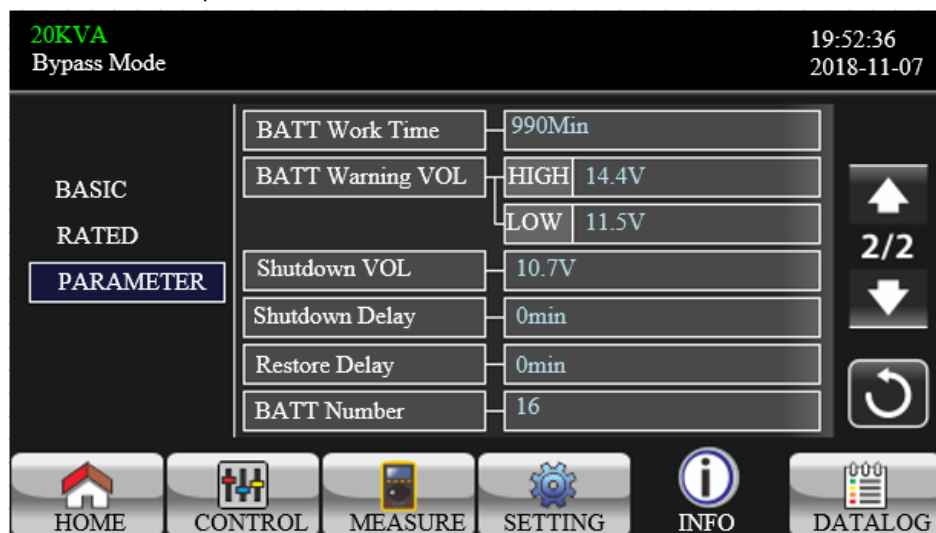 20KVA
Bypass Mode
19:52:36
2018-11-07
BASIC
RATED
PARAMETER
BATT Work Time 990Min
BATT Warning VOL HIGH 14.4V
LOW 11.5V
Shutdown VOL 10.7V
Shutdown Delay 0min
Restore Delay 0min
BATT Number 16
2/2
HOME CONTROL MEASURE SETTING INFO DATALOG